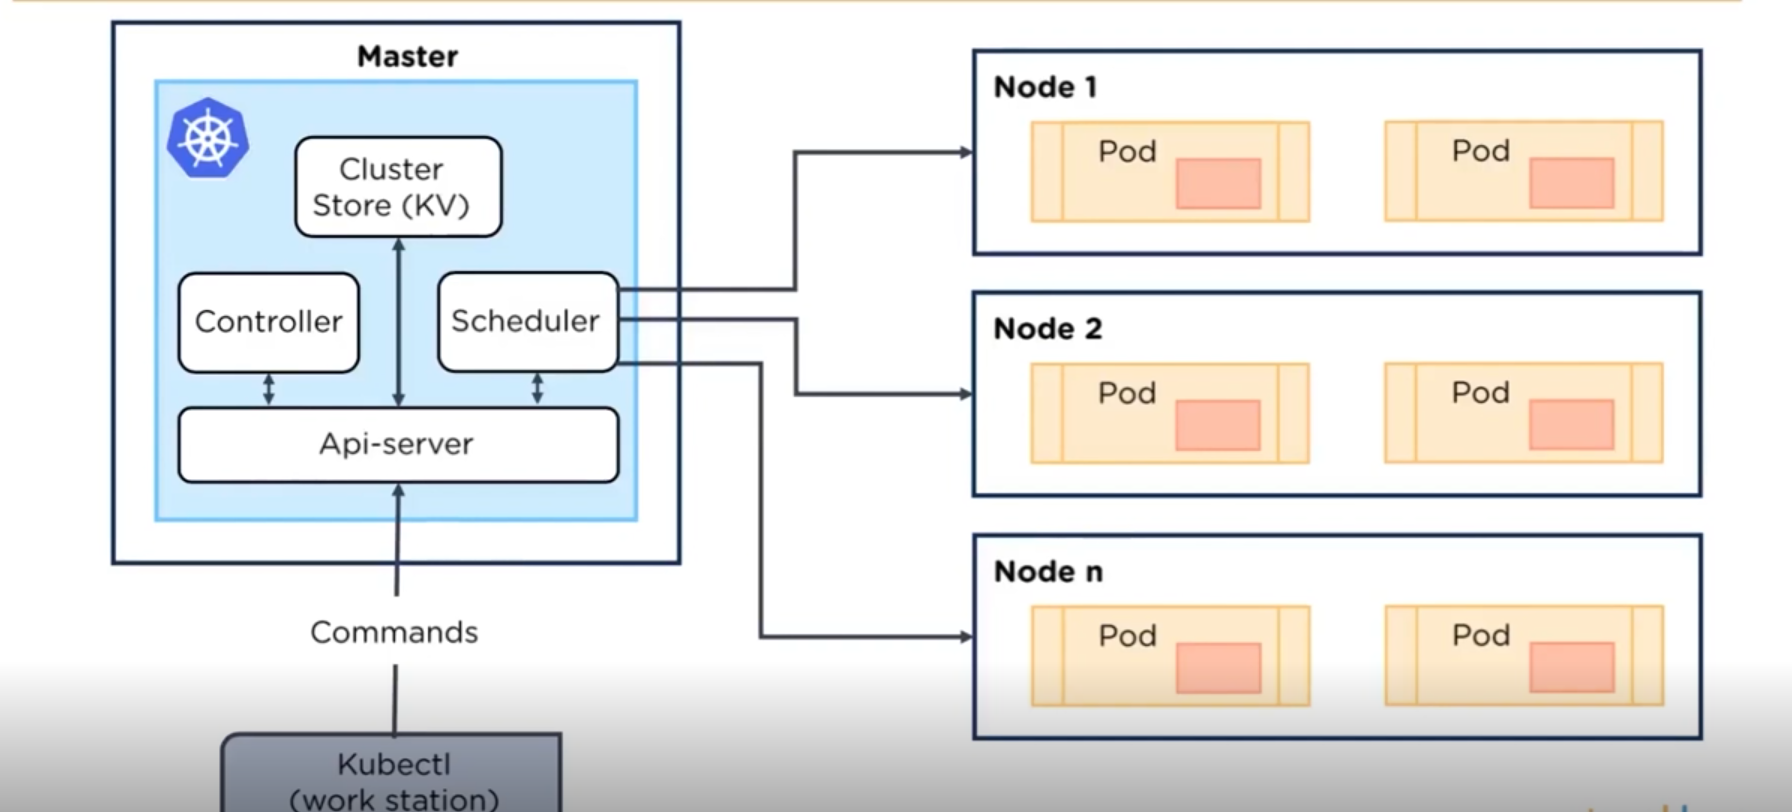 Master
Cluster
Store (KV)
Controller
Scheduler
Api-server
Commands
Kubectl
(work station)
Node 1
Pod
Pod
Node 2
Pod
Pod
Node n
Pod
Pod